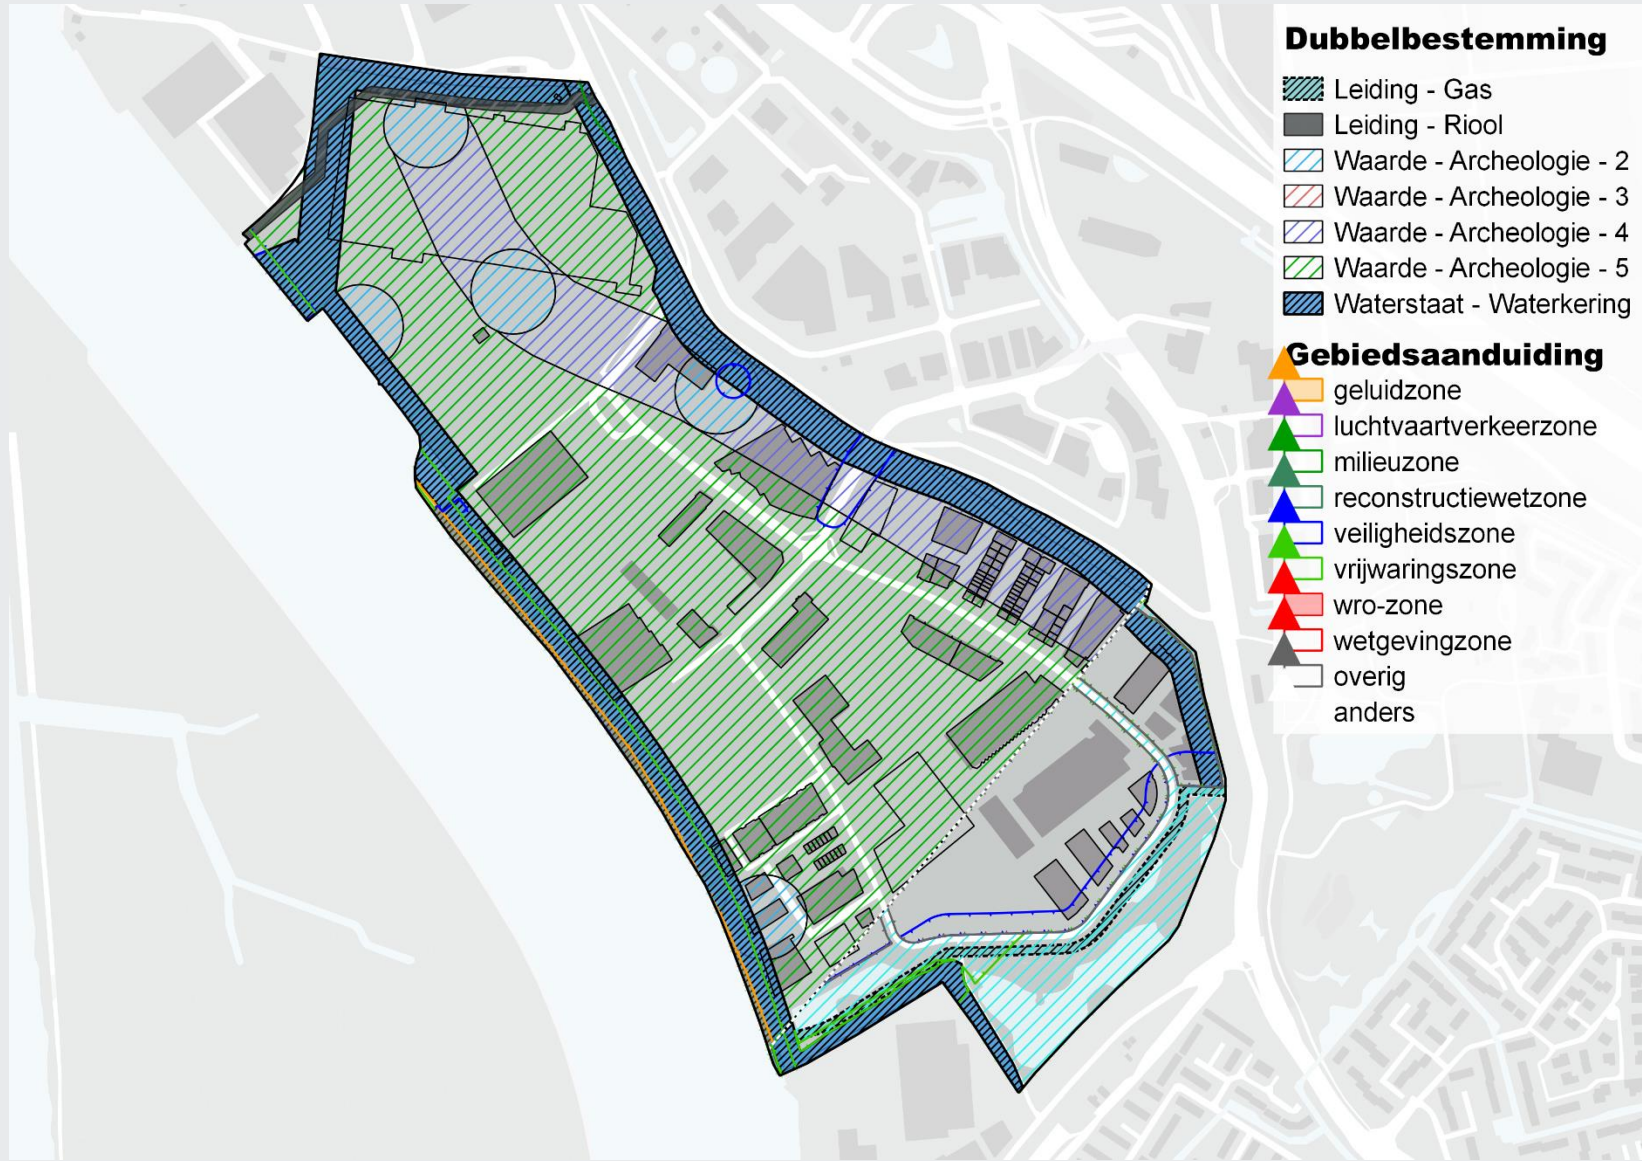 Dubbelbestemming
Leiding - Gas
Leiding - Riool
Waarde - Archeologie - 2
Waarde - Archeologie - 3
Waarde - Archeologie - 4
Waarde - Archeologie - 5
Waterstaat - Waterkering
Gebiedsaanduiding
geluidzone
luchtvaartverkeerzone
milieuzone
reconstructiewetzone
veiligheidszone
vrijwaringszone
wro-zone
wetgevingzone
overig
anders